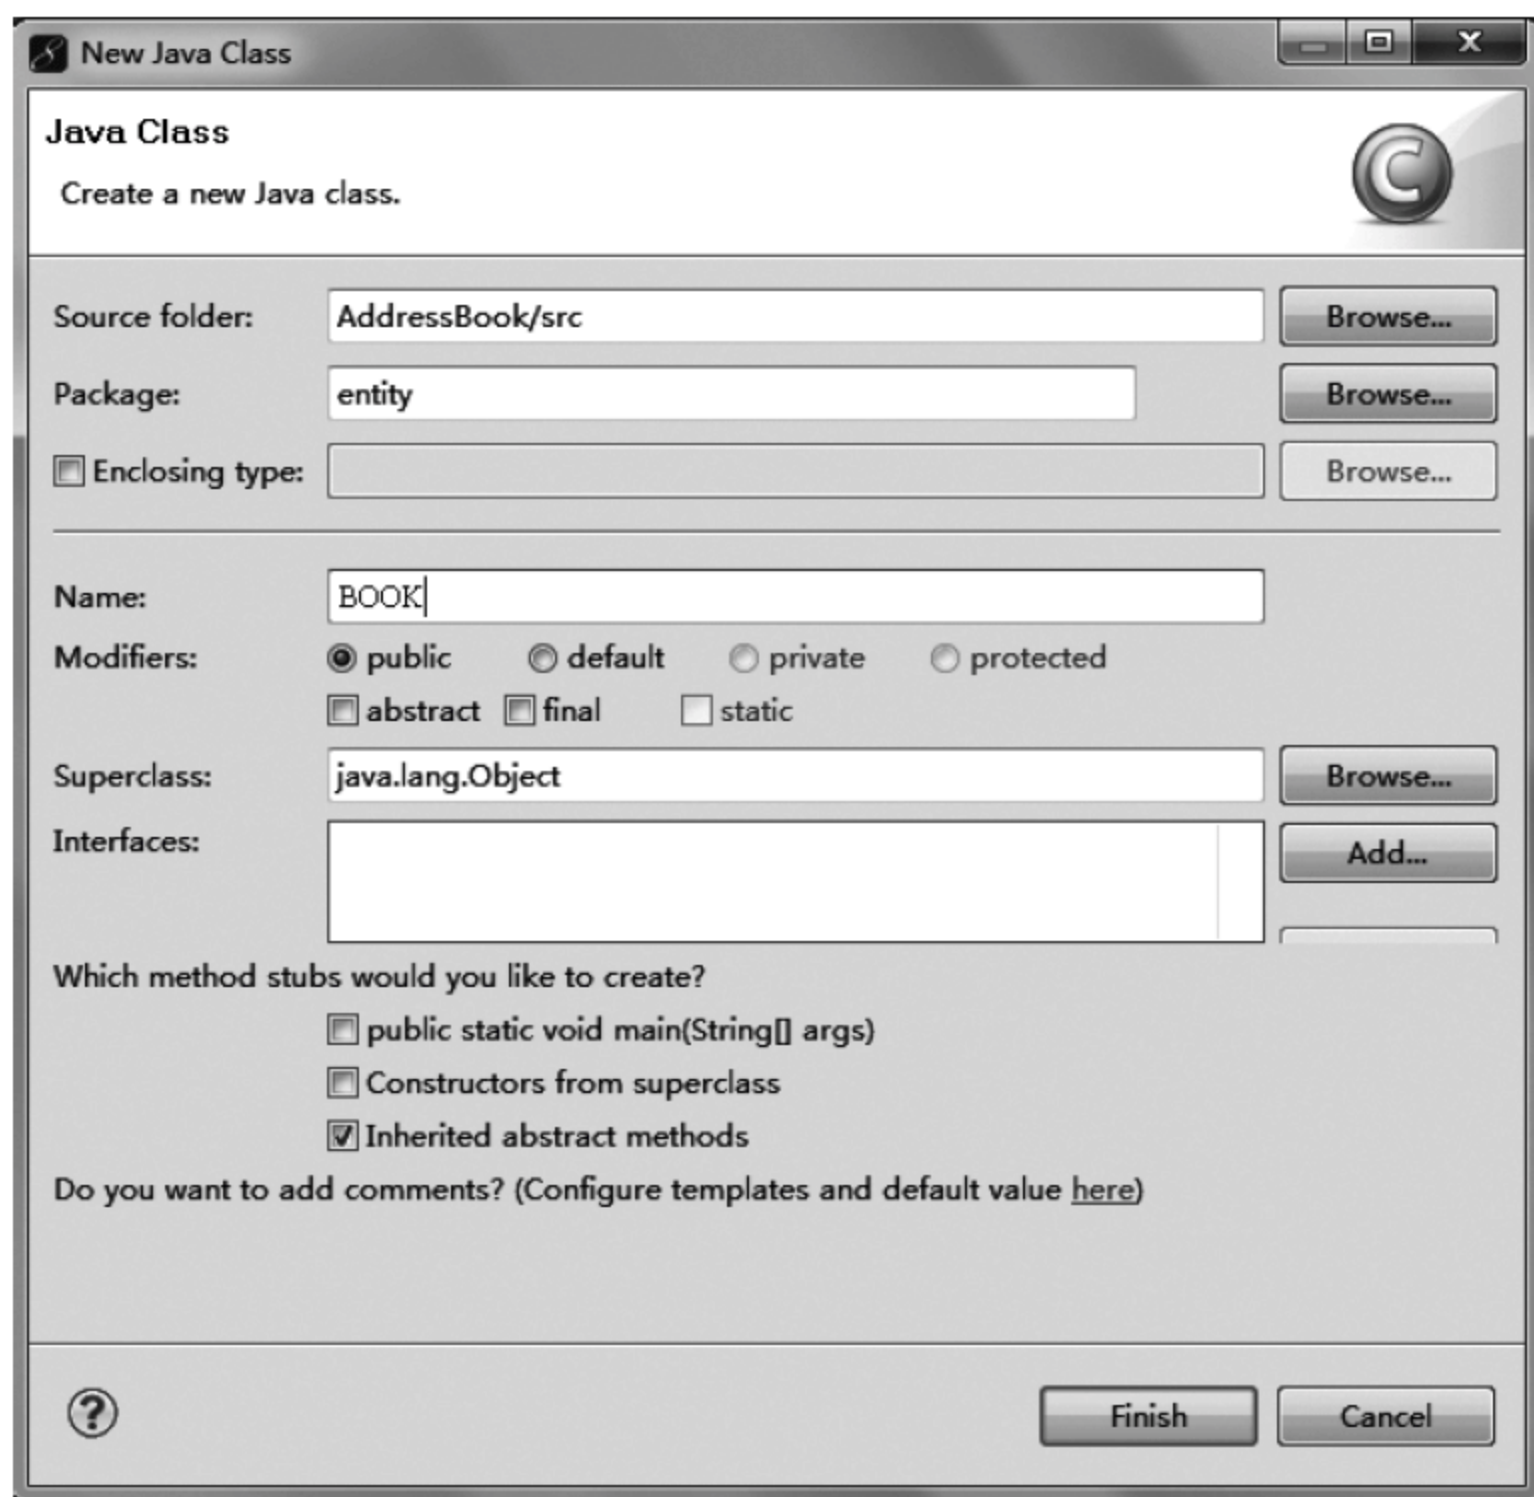 New Java Class
Java Class
Create a new Java class.
Source folder: AddressBook/src Browse...
Package: entity Browse...
Enclosing type: Browse...
Name: BOOK
Modifiers: public default private protected
abstract final static
Superclass: java.lang.Object Browse...
Interfaces: Add...
Which method stubs would you like to create?
public static void main(String[] args)
Constructors from superclass
Inherited abstract methods
Do you want to add comments? (Configure templates and default value here)
Finish Cancel